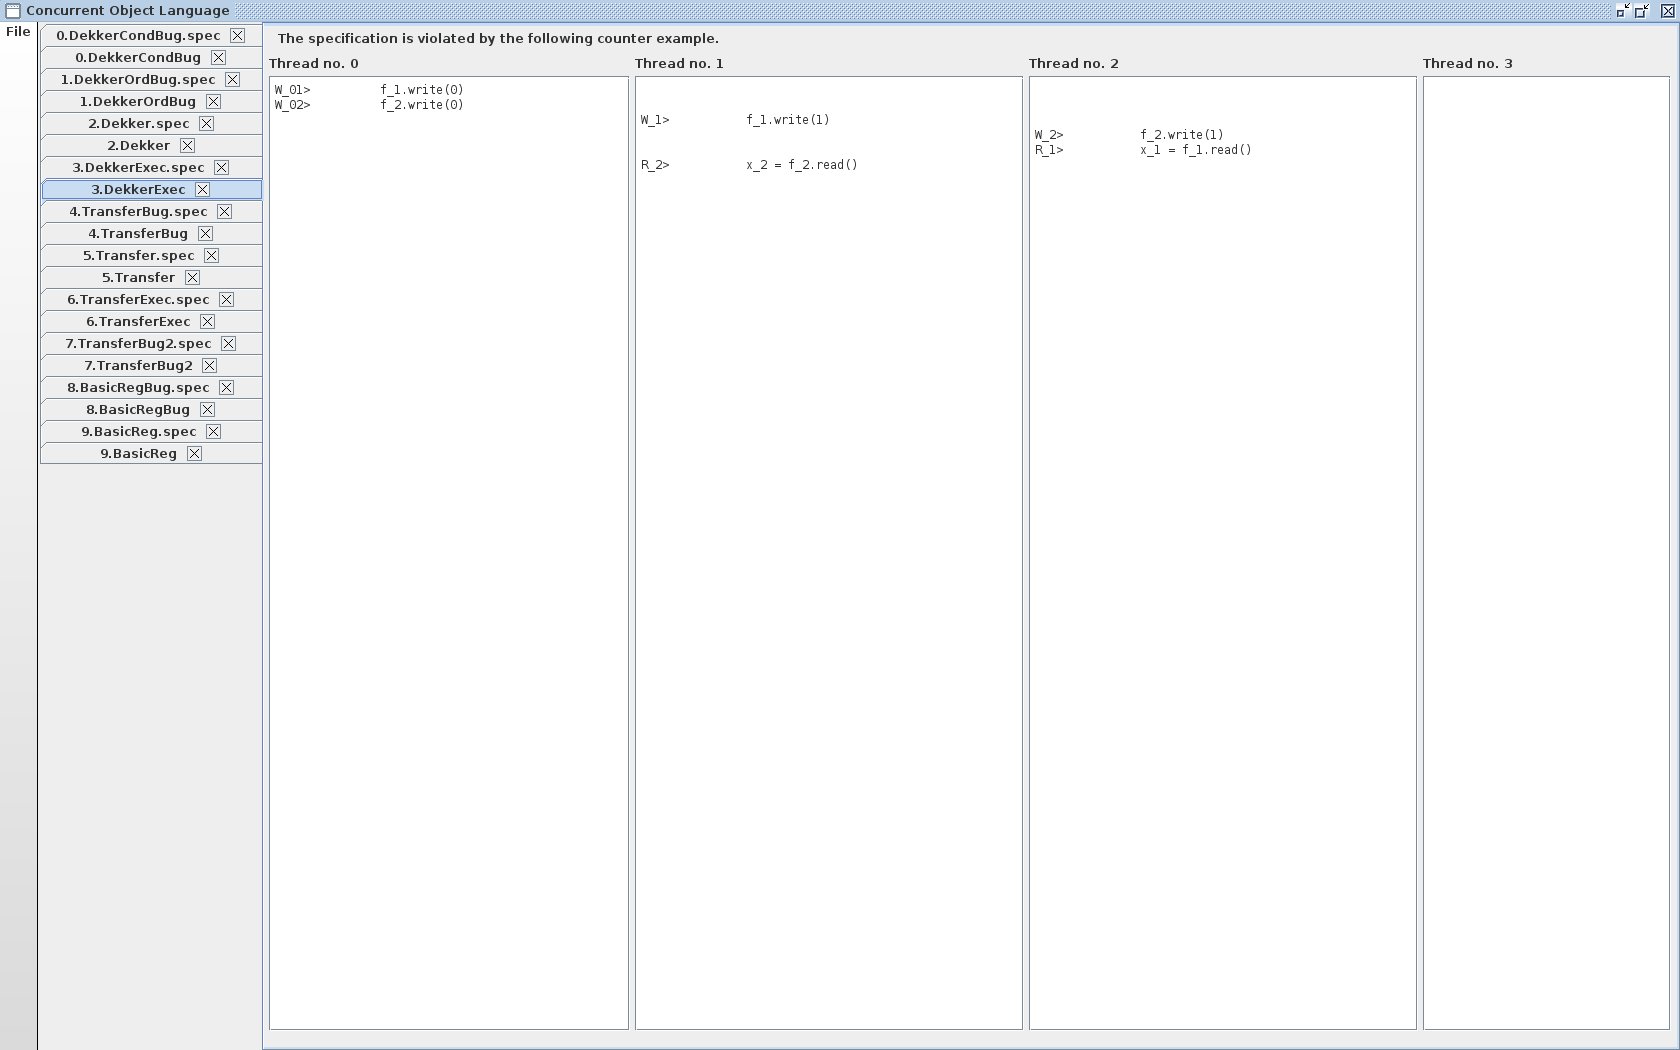 Concurrent Object Language
File
0.DekkerCondBug.spec
0.DekkerCondBug
1.DekkerOrdBug.spec
1.DekkerOrdBug
2.Dekker.spec
2.Dekker
3.DekkerExec.spec
3.DekkerExec
4.TransferBug.spec
4.TransferBug
5.Transfer.spec
5.Transfer
6.TransferExec.spec
6.TransferExec
7.TransferBug2.spec
7.TransferBug2
8.BasicRegBug.spec
8.BasicRegBug
9.BasicReg.spec
9.BasicReg
The specification is violated by the following counter example.
Thread no. 0
W_01> f_1.write(0)
W_02> f_2.write(0)
Thread no. 1
W_1> f_1.write(1)
R_2> x_2 = f_2.read()
Thread no. 2
W_2> f_2.write(1)
R_1> x_1 = f_1.read()
Thread no. 3